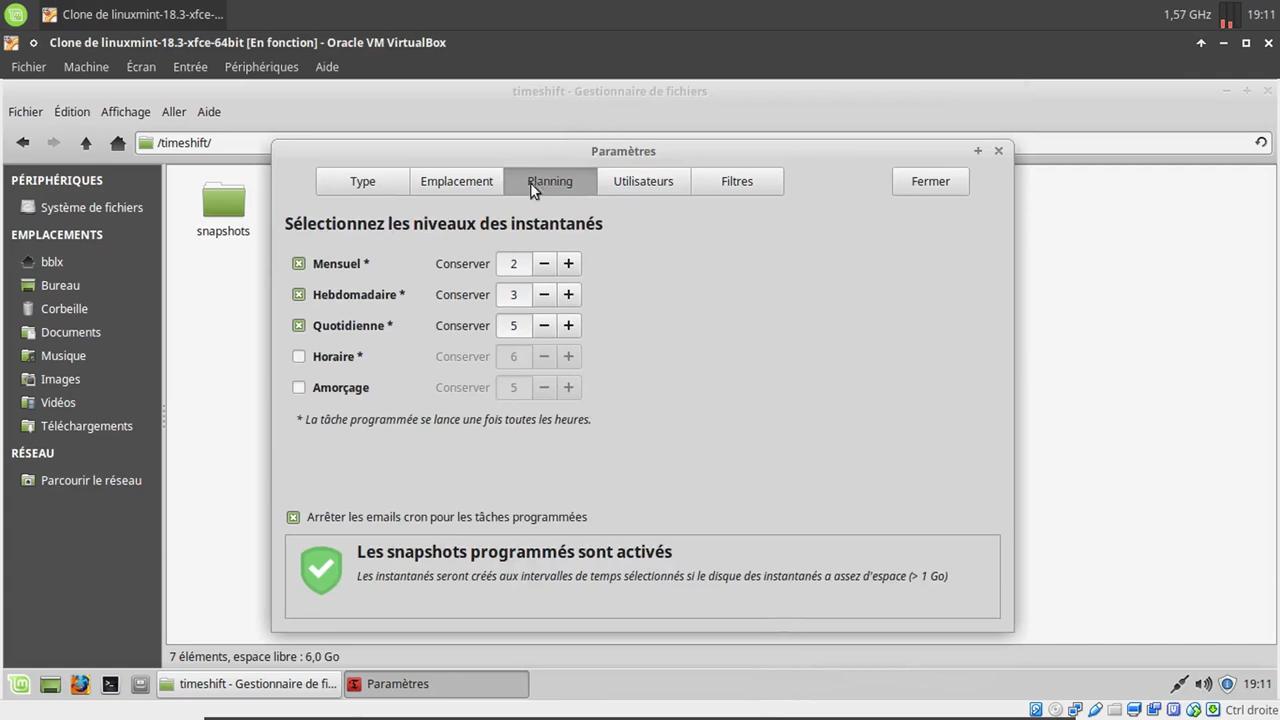 Clone de linuxmint-18.3-xfce-...
1,57 GHz
19:11
Clone de linuxmint-18.3-xfce-64bit [En fonction] - Oracle VM VirtualBox
Fichier Machine Écran Entrée Périphériques Aide
timeshift - Gestionnaire de fichiers
Fichier Édition Affichage Aller Aide
/timeshift/
PÉRIPHÉRIQUES
Système de fichiers
EMPLACEMENTS
bblx
Bureau
Corbeille
Documents
Musique
Images
Vidéos
Téléchargements
RÉSEAU
Parcourir le réseau
snapshots
Paramètres
Type Emplacement Planning Utilisateurs Filtres Fermer
Sélectionnez les niveaux des instantanés
Mensuel * Conserver 2 − +
Hebdomadaire * Conserver 3 − +
Quotidienne * Conserver 5 − +
Horaire * Conserver 6 − +
Amorçage Conserver 5 − +
* La tâche programmée se lance une fois toutes les heures.
Arrêter les emails cron pour les tâches programmées
Les snapshots programmés sont activés
Les instantanés seront créés aux intervalles de temps sélectionnés si le disque des instantanés a assez d'espace (> 1 Go)
7 éléments, espace libre : 6,0 Go
timeshift - Gestionnaire de fi...
Paramètres
19:11
Ctrl droite